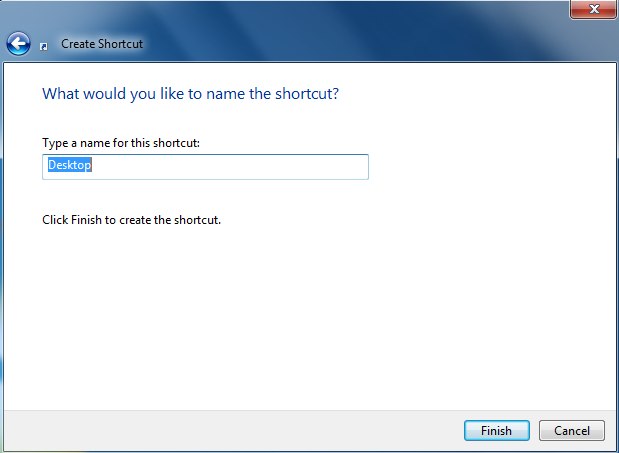 Create Shortcut
What would you like to name the shortcut?
Type a name for this shortcut:
Desktop
Click Finish to create the shortcut.
Finish Cancel